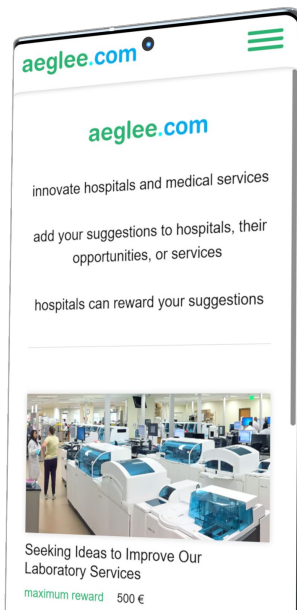 aeglee.com
aeglee.com
innovate hospitals and medical services
add your suggestions to hospitals, their
opportunities, or services
hospitals can reward your suggestions
Seeking Ideas to Improve Our
Laboratory Services
maximum reward 500 €